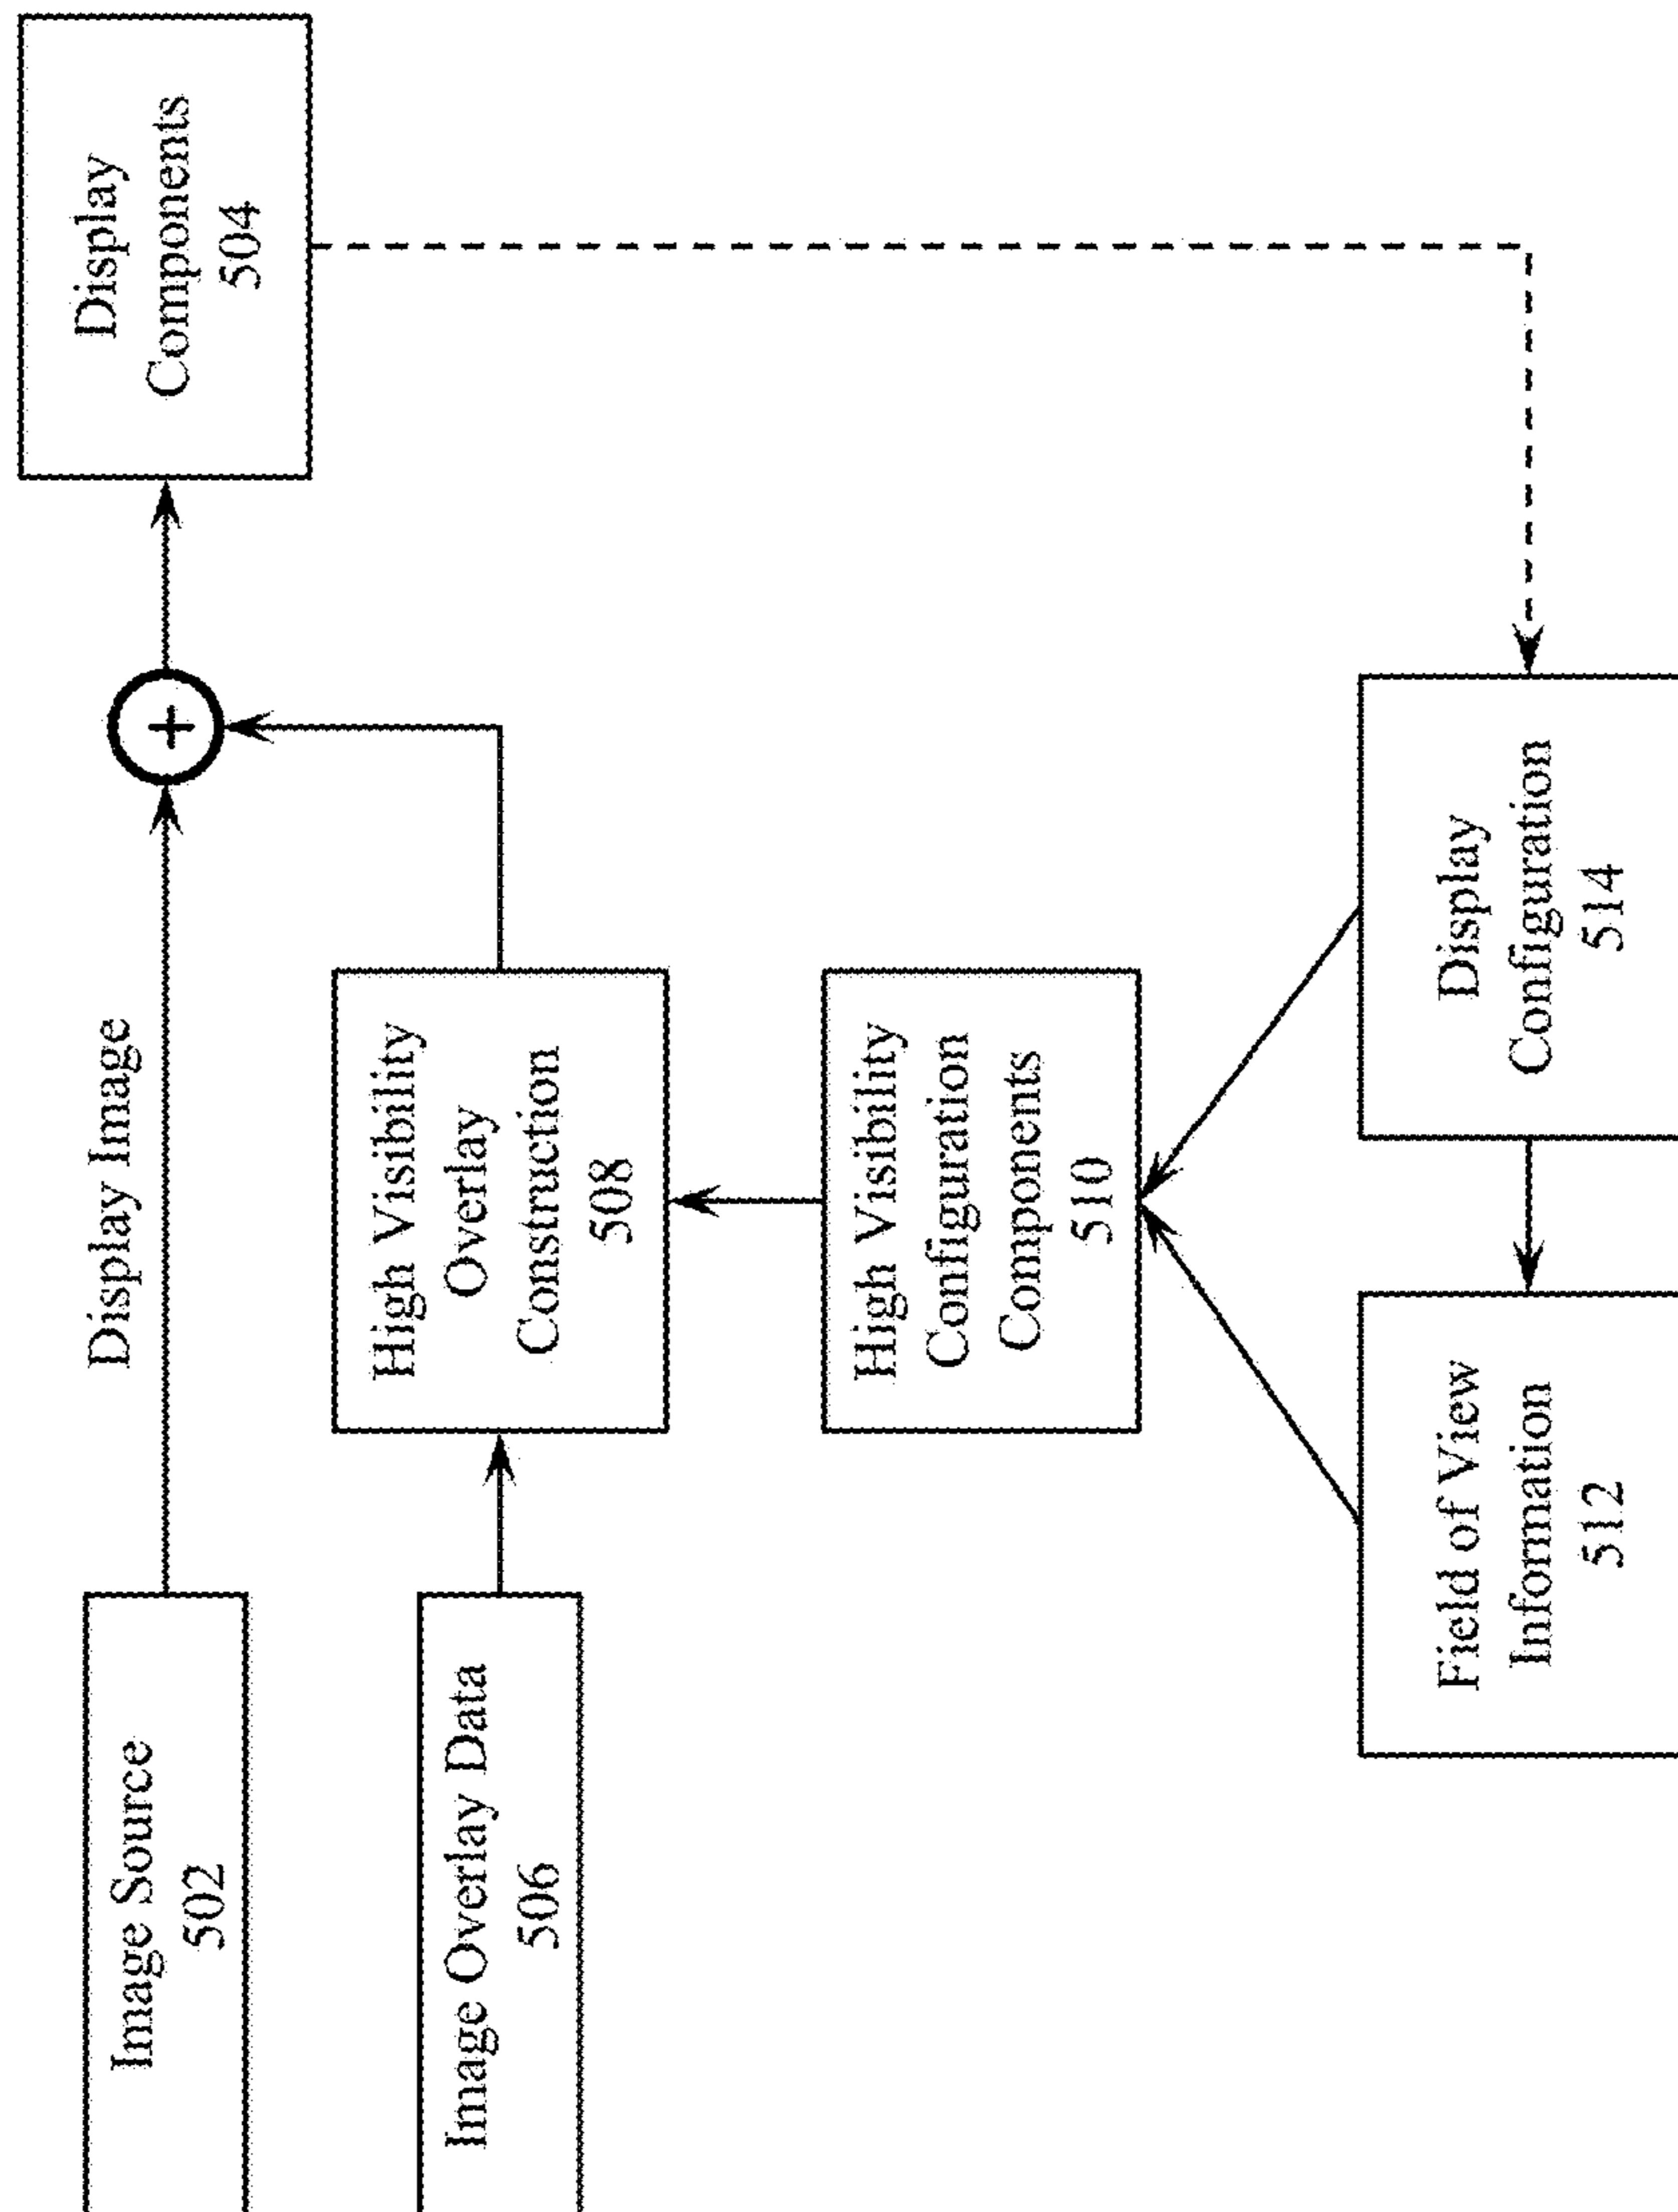 Image Source
502
Display Image
Display
Components
504
Image Overlay Data
506
High Visibility
Overlay
Construction
508
High Visibility
Configuration
Components
510
Field of View
Information
512
Display
Configuration
514
+